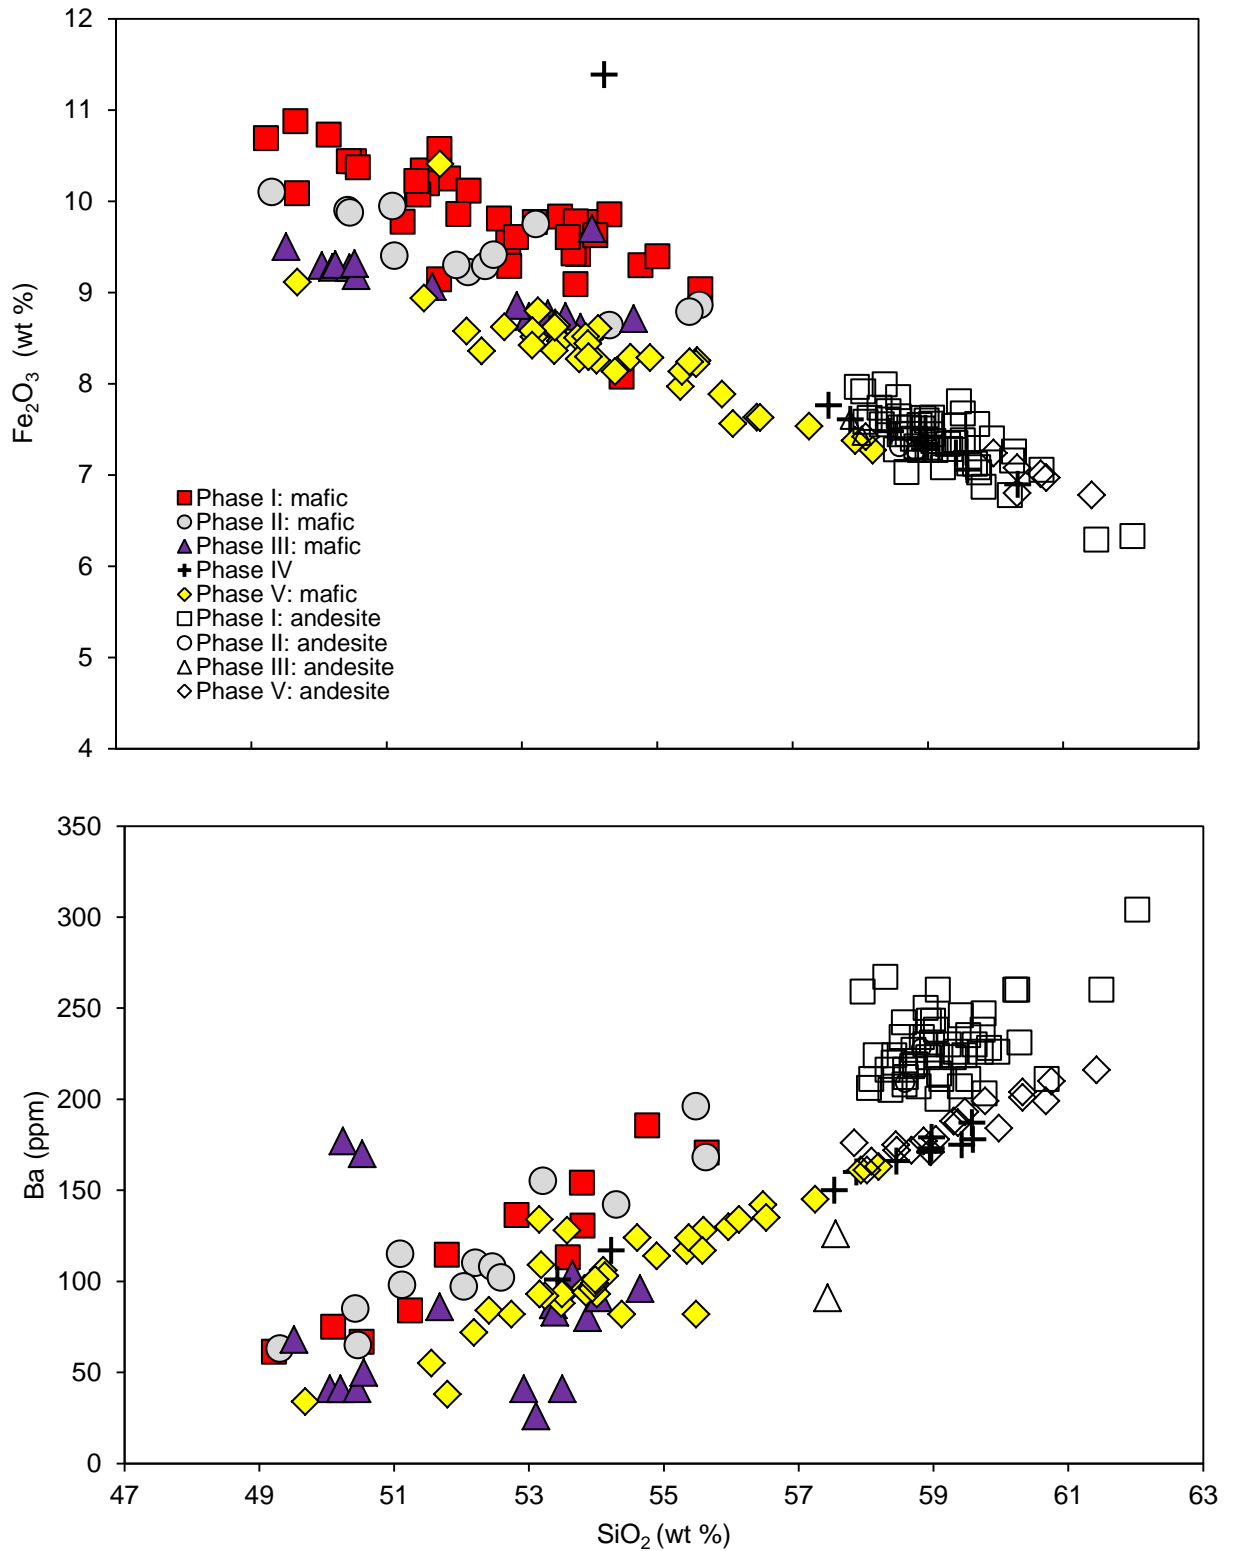 12
11
10
9
8
7
6
5
4
Fe₂O₃ (wt %)
Phase I: mafic
Phase II: mafic
Phase III: mafic
Phase IV
Phase V: mafic
Phase I: andesite
Phase II: andesite
Phase III: andesite
Phase V: andesite
350
300
250
200
150
100
50
0
Ba (ppm)
47 49 51 53 55 57 59 61 63
SiO₂ (wt %)